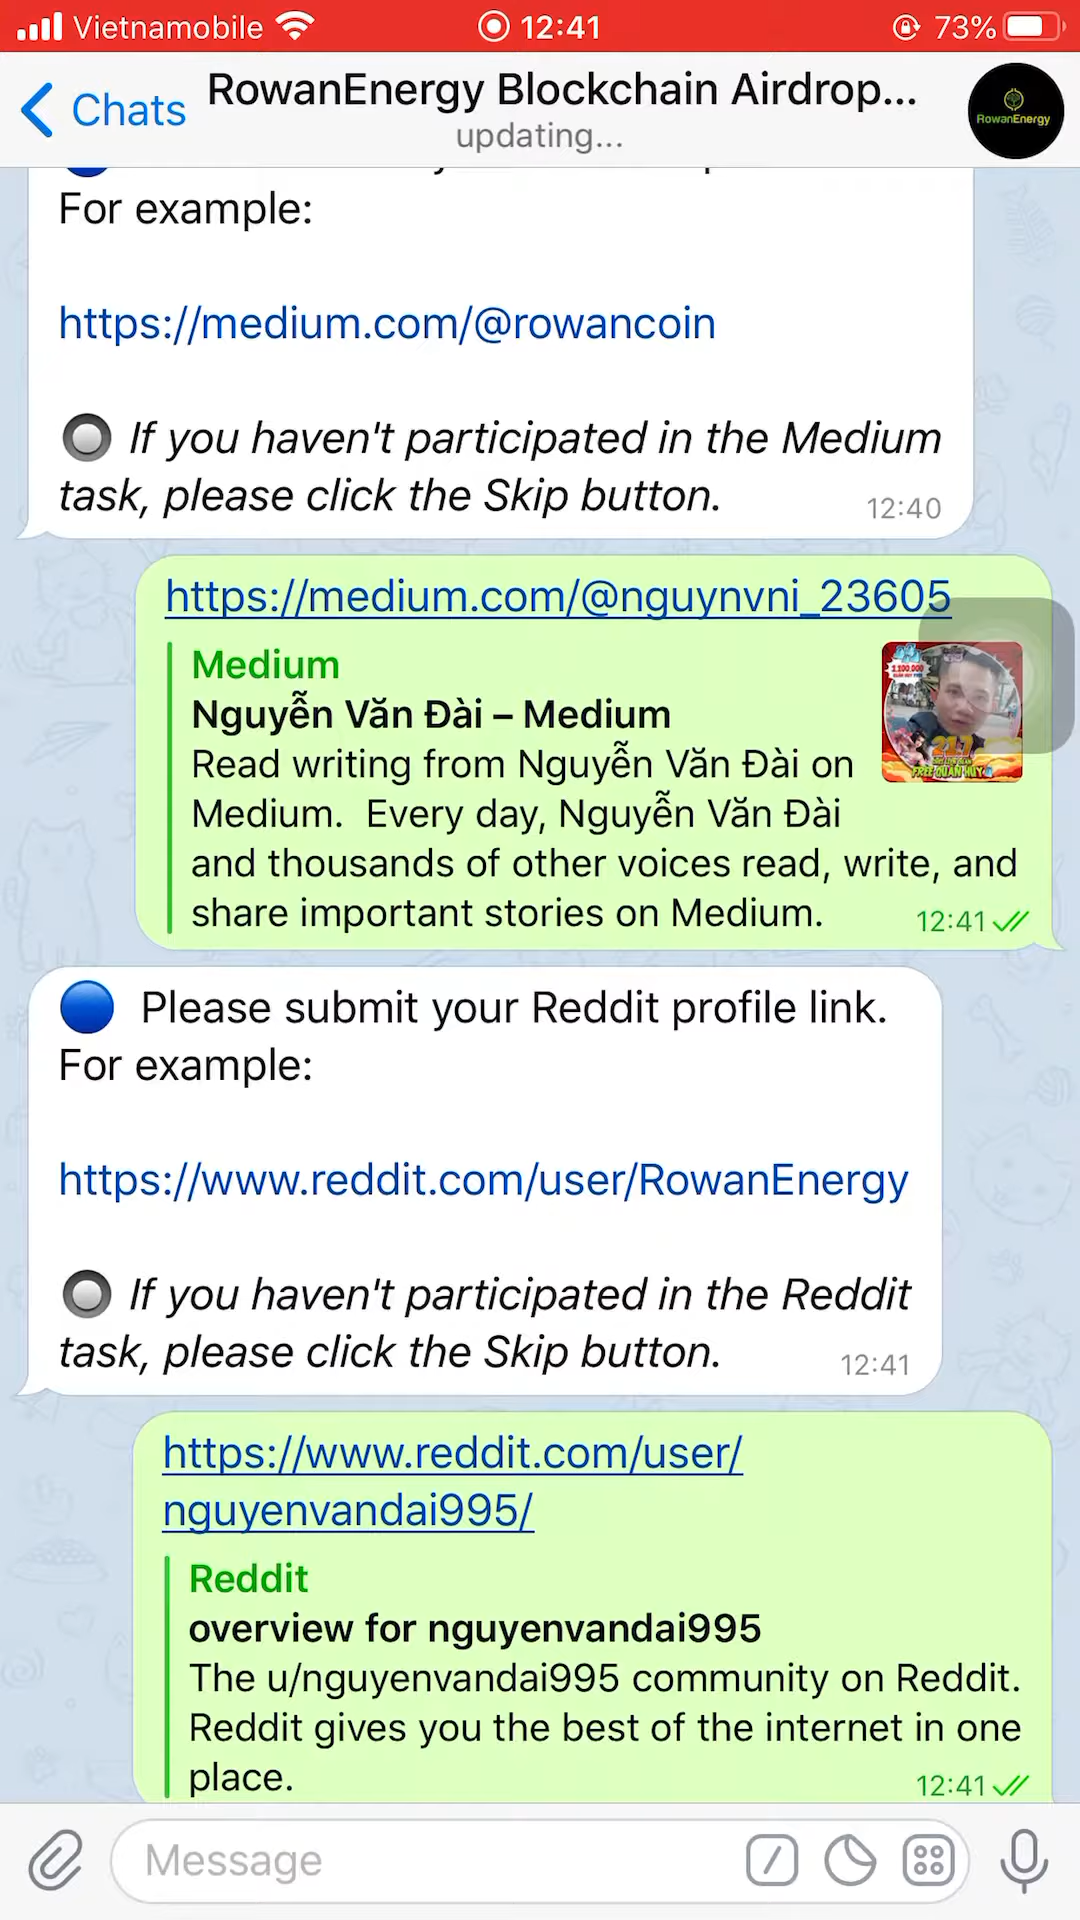 Vietnamobile 12:41 73%
Chats RowanEnergy Blockchain Airdrop...
updating...
RowanEnergy
For example:
https://medium.com/@rowancoin
If you haven't participated in the Medium
task, please click the Skip button. 12:40
https://medium.com/@nguynvni_23605
Medium
Nguyễn Văn Đài – Medium
Read writing from Nguyễn Văn Đài on
Medium. Every day, Nguyễn Văn Đài
and thousands of other voices read, write, and
share important stories on Medium. 12:41
Please submit your Reddit profile link.
For example:
https://www.reddit.com/user/RowanEnergy
If you haven't participated in the Reddit
task, please click the Skip button. 12:41
https://www.reddit.com/user/
nguyenvandai995/
Reddit
overview for nguyenvandai995
The u/nguyenvandai995 community on Reddit.
Reddit gives you the best of the internet in one
place. 12:41
Message